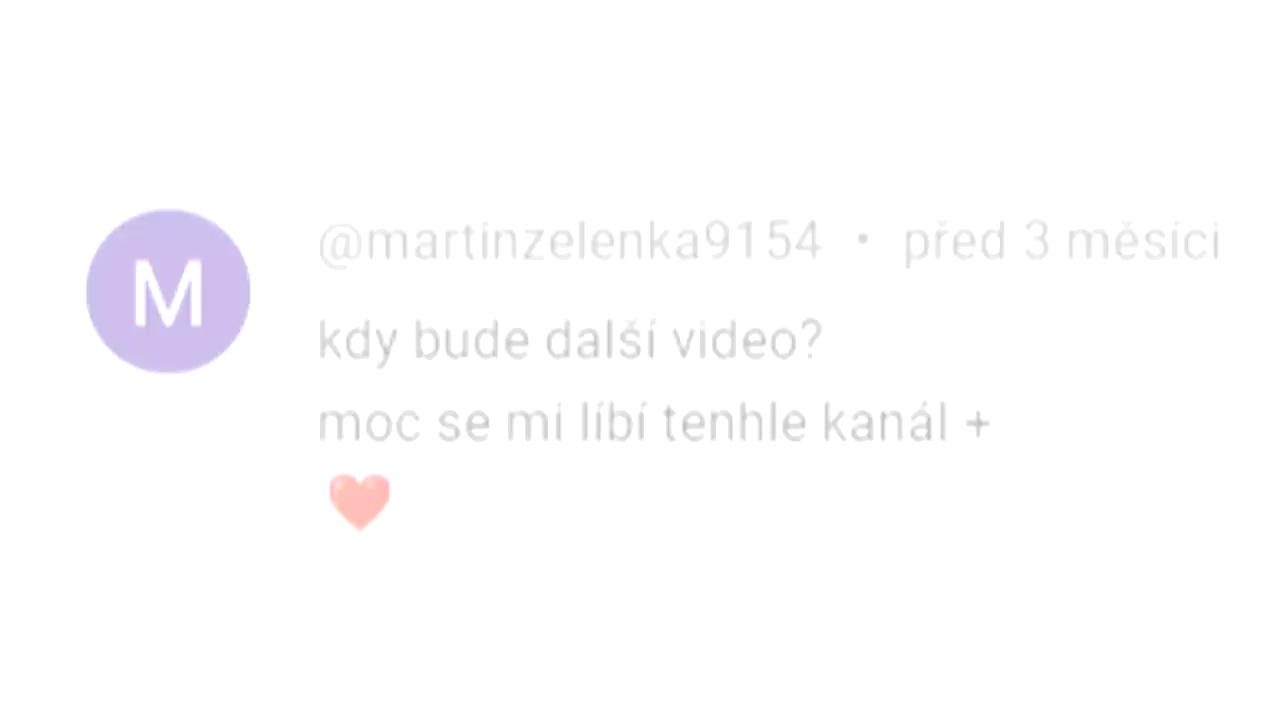 M
@martinzelenka9154 • před 3 měsíci
kdy bude další video?
moc se mi líbí tenhle kanál +
❤️